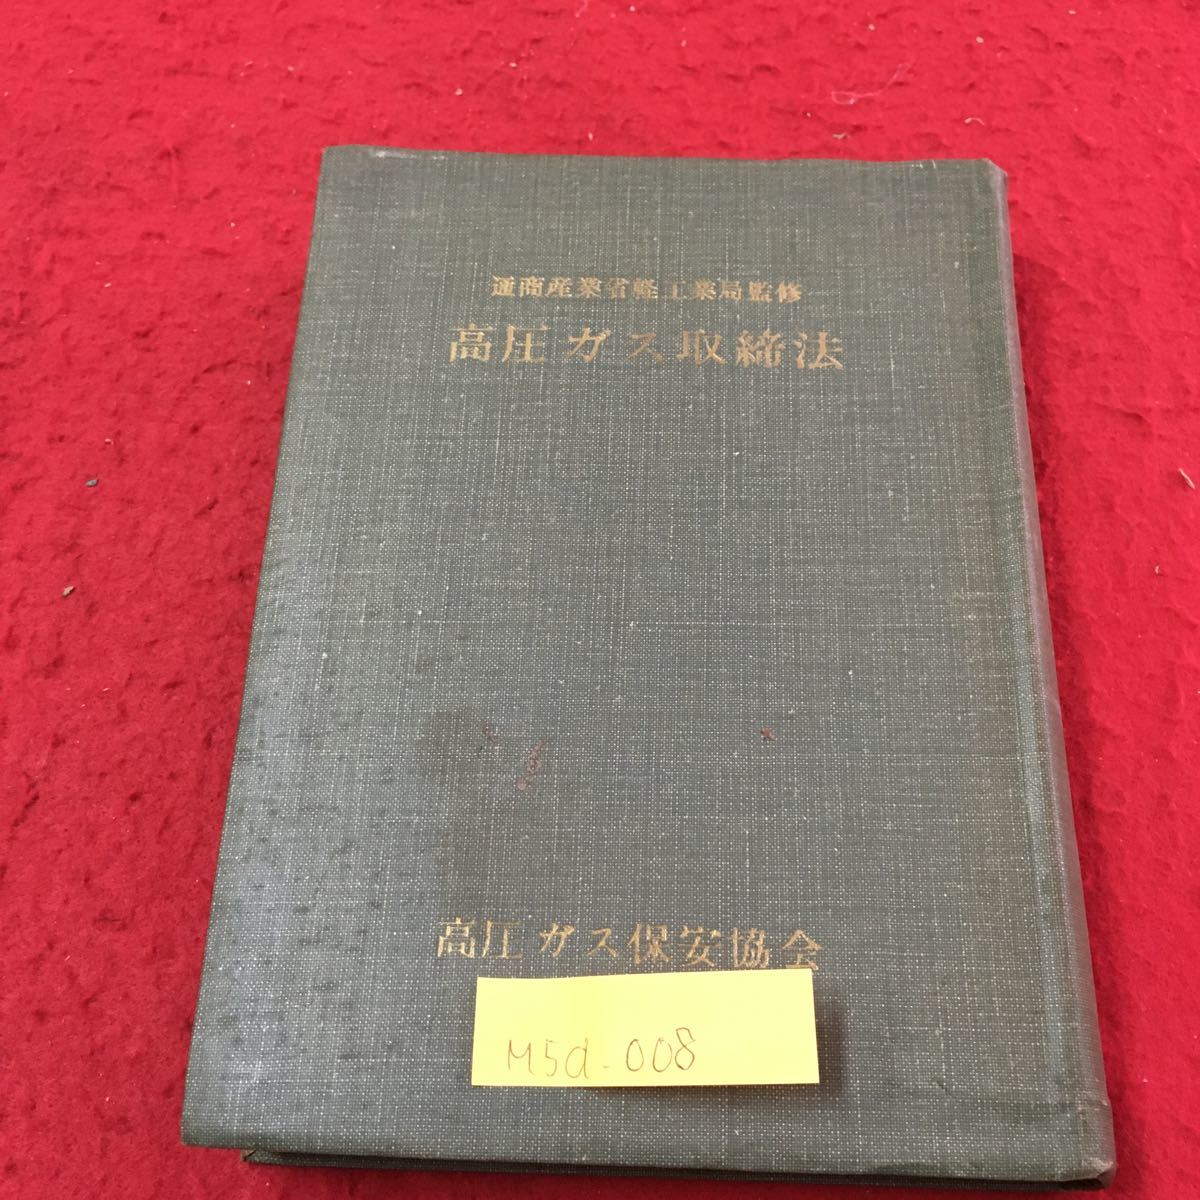 通商産業省軽工業局監修
高圧ガス取締法
高圧ガス保安協会
M5d-008